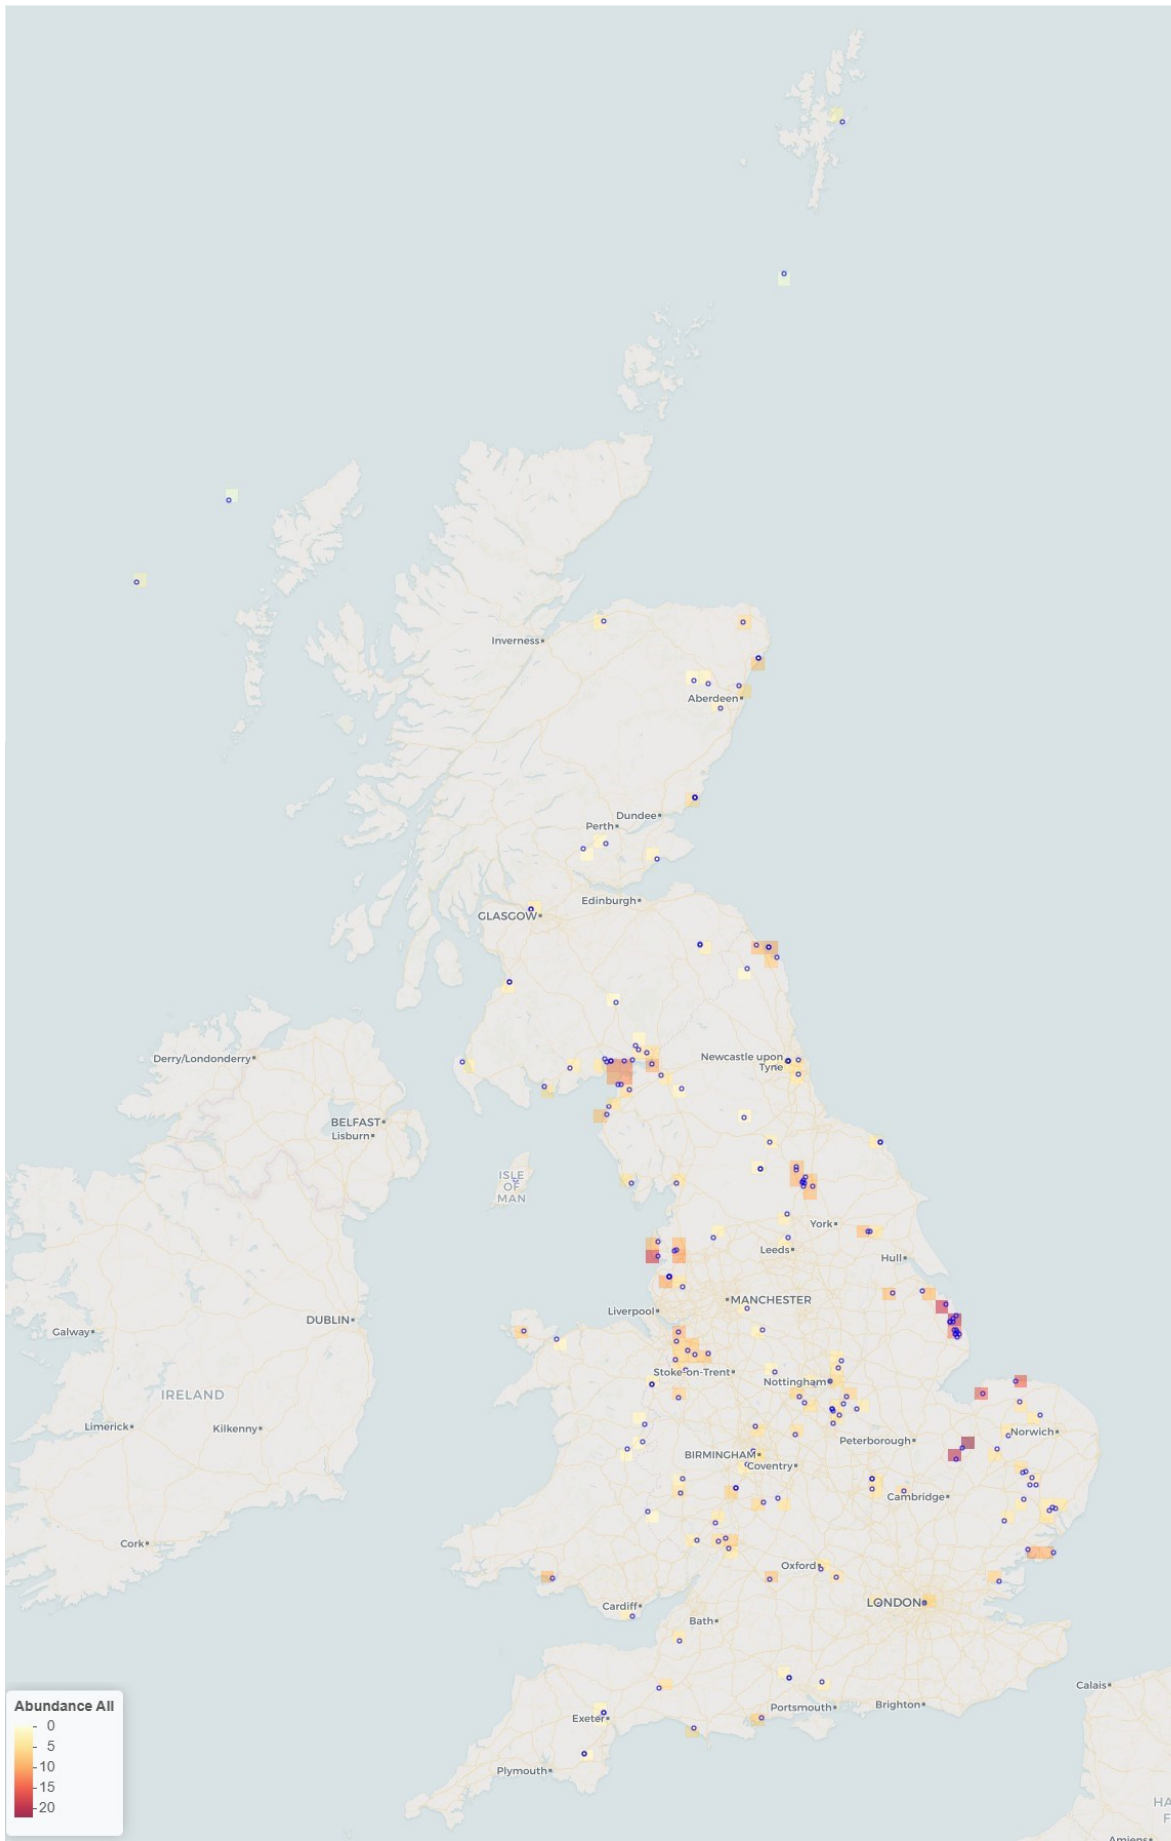 Inverness
Aberdeen
Dundee
Perth
Edinburgh
GLASGOW
Derry/Londonderry
Newcastle upon
Tyne
BELFAST
Lisburn
ISLE
OF
MAN
York
Leeds
Hull
MANCHESTER
Liverpool
DUBLIN
Galway
Stoke-on-Trent
Nottingham
IRELAND
Limerick
Kilkenny
Norwich
Peterborough
BIRMINGHAM
Coventry
Cambridge
Cork
Oxford
LONDON
Cardiff
Bath
Calais
Abundance All
0
5
10
15
20
Portsmouth
Brighton
Exeter
Plymouth
HA
F
Amiens